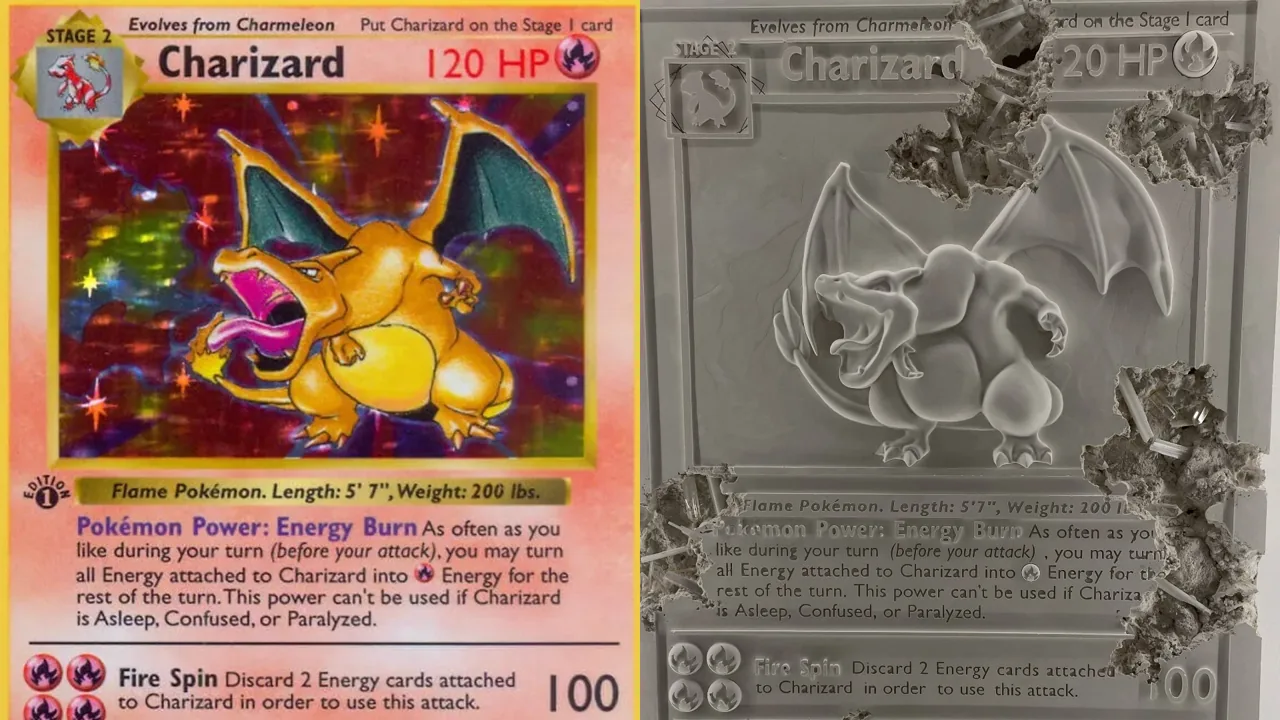 Evolves from Charmeleon Put Charizard on the Stage 1 card
STAGE 2
Charizard 120 HP
EDITION 1
Flame Pokémon. Length: 5' 7", Weight: 200 lbs.
Pokémon Power: Energy Burn As often as you
like during your turn (before your attack), you may turn
all Energy attached to Charizard into Energy for the
rest of the turn. This power can't be used if Charizard
is Asleep, Confused, or Paralyzed.
Fire Spin Discard 2 Energy cards attached
to Charizard in order to use this attack.
100
Evolves from Charmeleon rd on the Stage 1 card
STAGE 2
Charizard 20 HP
Flame Pokémon. Length: 5'7", Weight: 200 l
Pokémon Power: Energy Burn As often as yo
like during your turn (before your attack) , you may turn
all Energy attached to Charizard into Energy for th
rest of the turn. This power can't be used if Chariza
is Asleep, Confused, or Paralyzed.
Fire Spin Discard 2 Energy cards attached
to Charizard in order to use this attack.
100